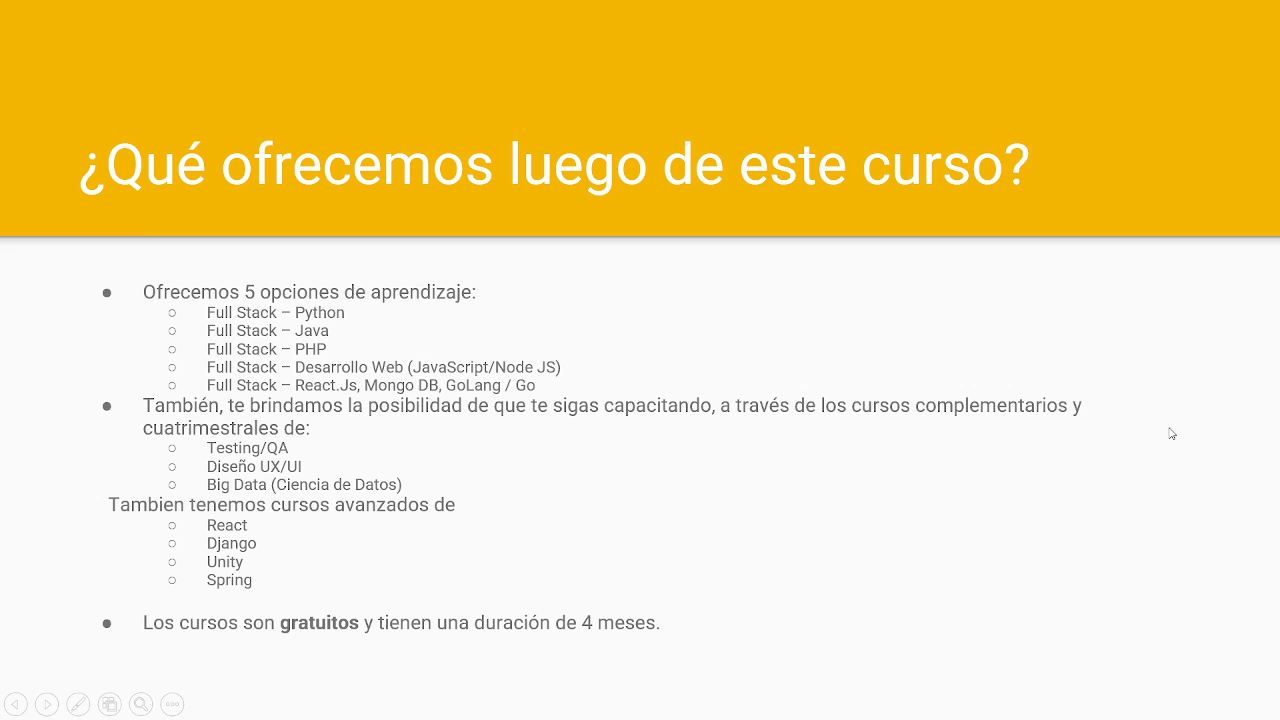 ¿Qué ofrecemos luego de este curso?
● Ofrecemos 5 opciones de aprendizaje:
○ Full Stack – Python
○ Full Stack – Java
○ Full Stack – PHP
○ Full Stack – Desarrollo Web (JavaScript/Node JS)
○ Full Stack – React.Js, Mongo DB, GoLang / Go
● También, te brindamos la posibilidad de que te sigas capacitando, a través de los cursos complementarios y
cuatrimestrales de:
○ Testing/QA
○ Diseño UX/UI
○ Big Data (Ciencia de Datos)
Tambien tenemos cursos avanzados de
○ React
○ Django
○ Unity
○ Spring
● Los cursos son gratuitos y tienen una duración de 4 meses.